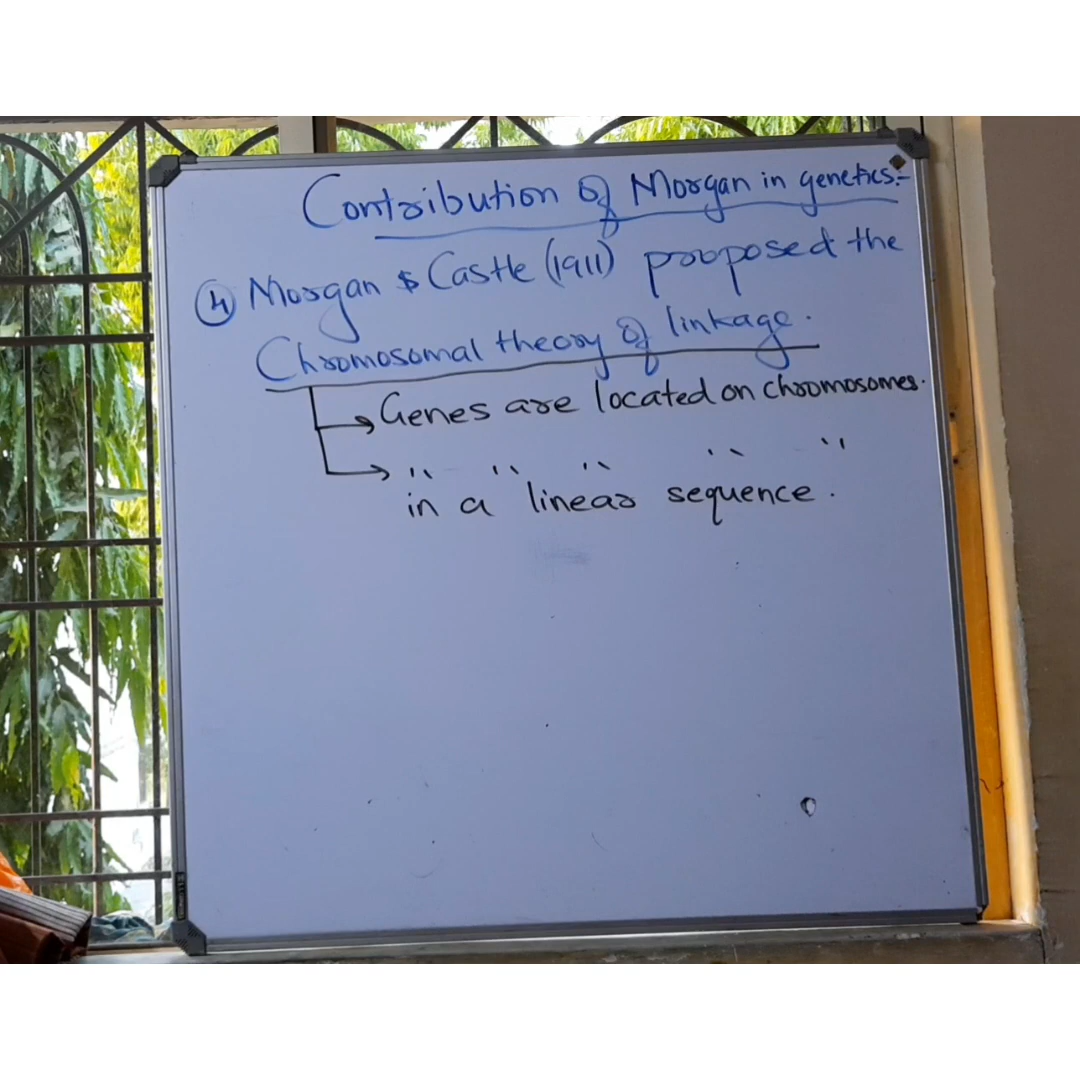 Contribution of Morgan in genetics:-
④ Morgan & Castle (1911) proposed the
Chromosomal theory of linkage.
→ Genes are located on chromosomes.
→ " " " " "
in a linear sequence.